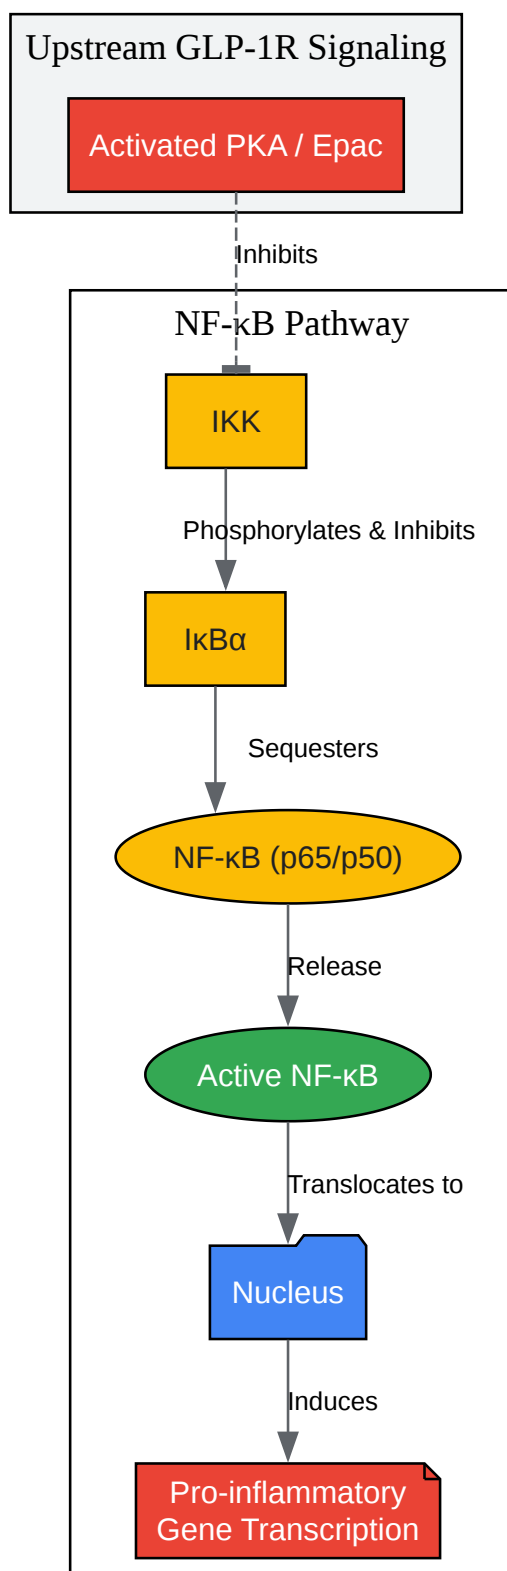 Upstream GLP-1R Signaling
Activated PKA / Epac
Inhibits
NF-κB Pathway
IKK
Phosphorylates & Inhibits
IκBα
Sequesters
NF-κB (p65/p50)
Release
Active NF-κB
Translocates to
Nucleus
Induces
Pro-inflammatory
Gene Transcription